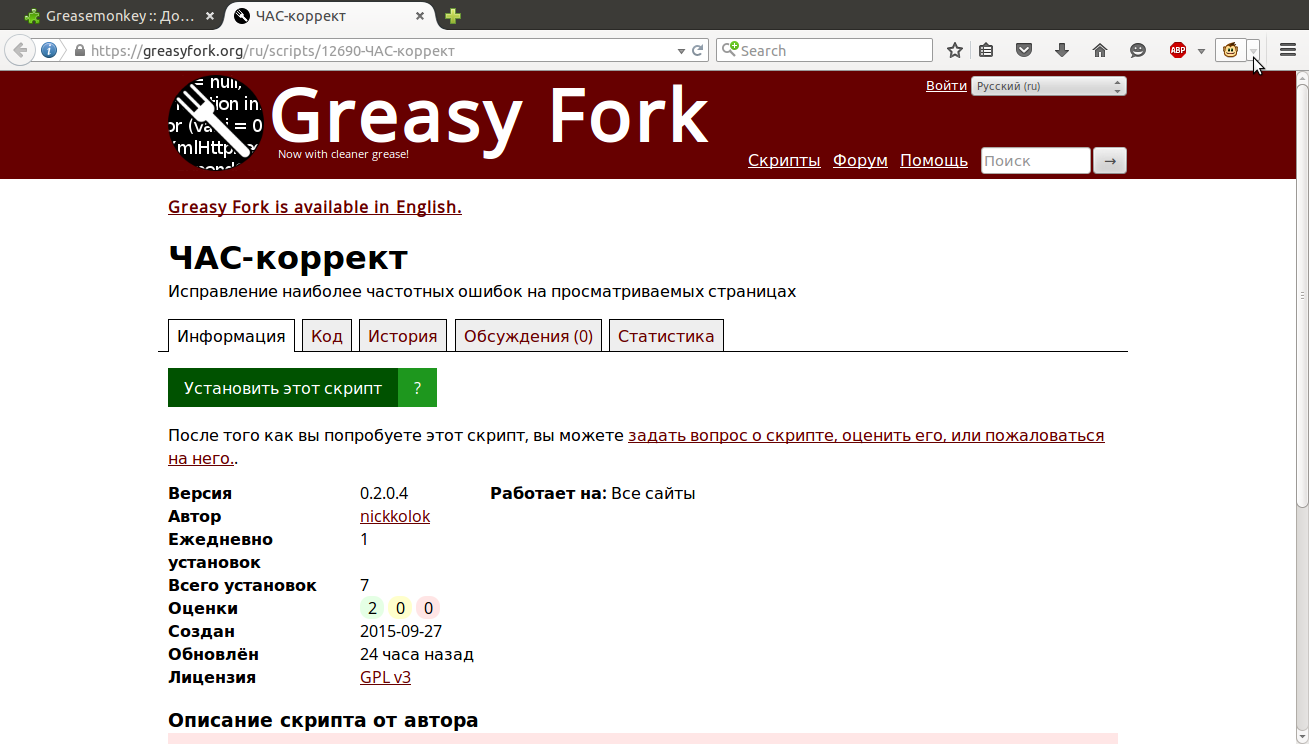 Greasemonkey :: До...
ЧАС-коррект
https://greasyfork.org/ru/scripts/12690-ЧАС-коррект
Search
ABP
= null,
or (va i = 0
Greasy Fork
Now with cleaner grease!
Войти
Русский (ru)
Скрипты Форум Помощь
Поиск
→
Greasy Fork is available in English.
ЧАС-коррект
Исправление наиболее частотных ошибок на просматриваемых страницах
Информация Код История Обсуждения (0) Статистика
Установить этот скрипт ?
После того как вы попробуете этот скрипт, вы можете задать вопрос о скрипте, оценить его, или пожаловаться
на него..
Версия 0.2.0.4 Работает на: Все сайты
Автор nickkolok
Ежедневно 1
установок
Всего установок 7
Оценки 2 0 0
Создан 2015-09-27
Обновлён 24 часа назад
Лицензия GPL v3
Описание скрипта от автора